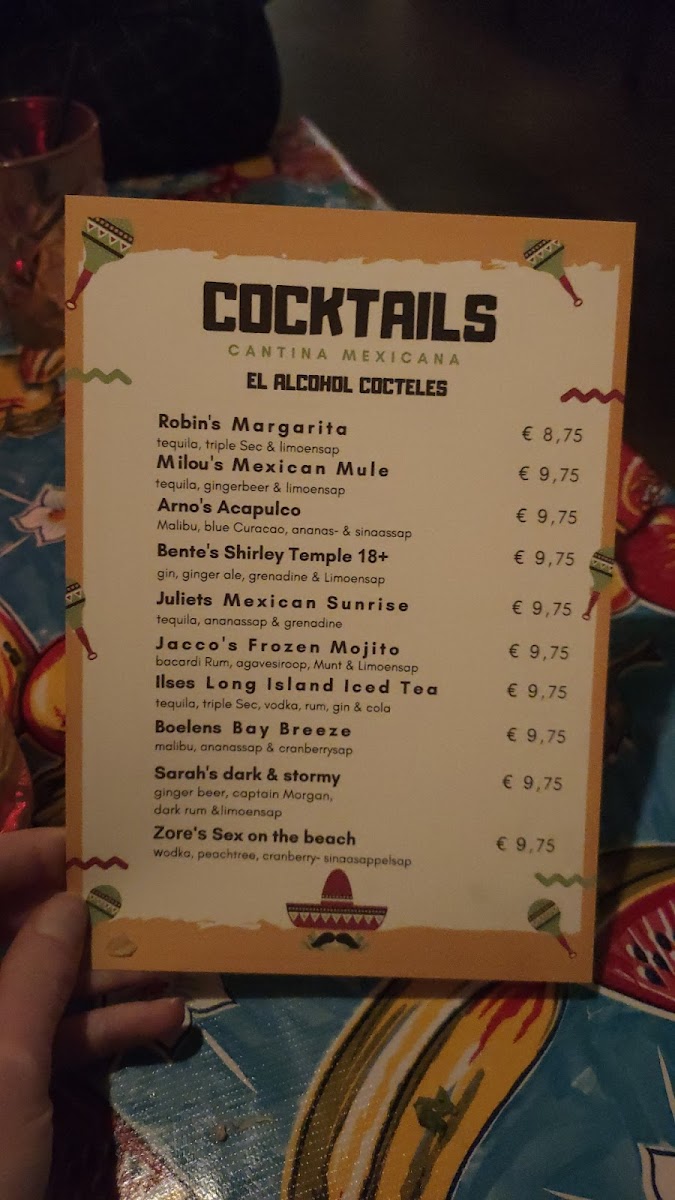 COCKTAILS
CANTINA MEXICANA
EL ALCOHOL COCTELES
Robin's Margarita € 8,75
tequila, triple Sec & limoensap
Milou's Mexican Mule € 9,75
tequila, gingerbeer & limoensap
Arno's Acapulco € 9,75
Malibu, blue Curacao, ananas- & sinaassap
Bente's Shirley Temple 18+ € 9,75
gin, ginger ale, grenadine & Limoensap
Juliets Mexican Sunrise € 9,75
tequila, ananassap & grenadine
Jacco's Frozen Mojito € 9,75
bacardi Rum, agavesiroop, Munt & Limoensap
Ilses Long Island Iced Tea € 9,75
tequila, triple Sec, vodka, rum, gin & cola
Boelens Bay Breeze € 9,75
malibu, ananassap & cranberrysap
Sarah's dark & stormy € 9,75
ginger beer, captain Morgan,
dark rum &limoensap
Zore's Sex on the beach € 9,75
Wodka, peachtree, cranberry- sinaasappelsap